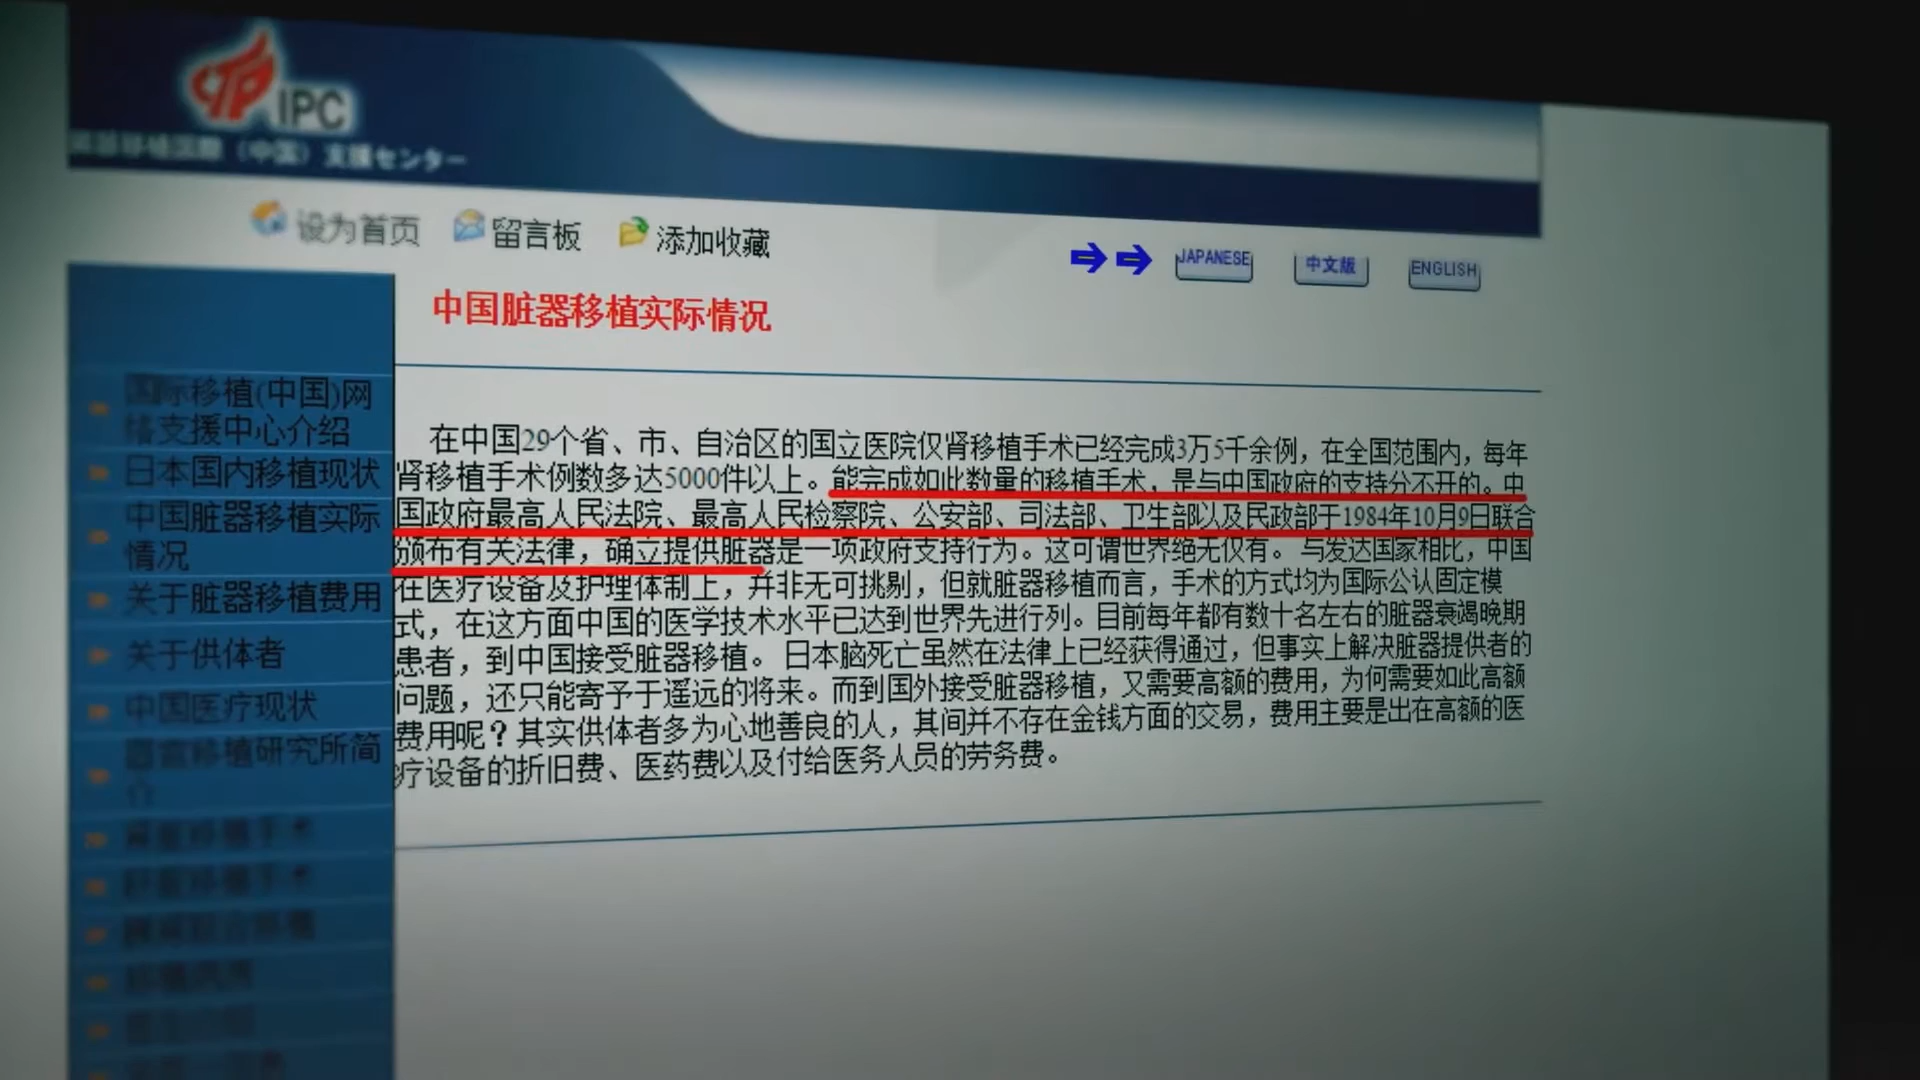 IPC
移植国際（中国）支援センター
设为首页 留言板 添加收藏
JAPANESE 中文版 ENGLISH
中国脏器移植实际情况
国际移植(中国)网
络支援中心介绍
日本国内移植现状
中国脏器移植实际
情况
关于脏器移植费用
关于供体者
中国医疗现状
器官移植研究所简
介
在中国29个省、市、自治区的国立医院仅肾移植手术已经完成3万5千余例，在全国范围内，每年
肾移植手术例数多达5000件以上。能完成如此数量的移植手术，是与中国政府的支持分不开的。中
国政府最高人民法院、最高人民检察院、公安部、司法部、卫生部以及民政部于1984年10月9日联合
颁布有关法律，确立提供脏器是一项政府支持行为。这可谓世界绝无仅有。 与发达国家相比，中国
在医疗设备及护理体制上，并非无可挑剔，但就脏器移植而言，手术的方式均为国际公认固定模
式，在这方面中国的医学技术水平已达到世界先进行列。目前每年都有数十名左右的脏器衰竭晚期
患者，到中国接受脏器移植。 日本脑死亡虽然在法律上已经获得通过，但事实上解决脏器提供者的
问题，还只能寄予于遥远的将来。而到国外接受脏器移植，又需要高额的费用，为何需要如此高额
费用呢？其实供体者多为心地善良的人，其间并不存在金钱方面的交易，费用主要是出在高额的医
疗设备的折旧费、医药费以及付给医务人员的劳务费。